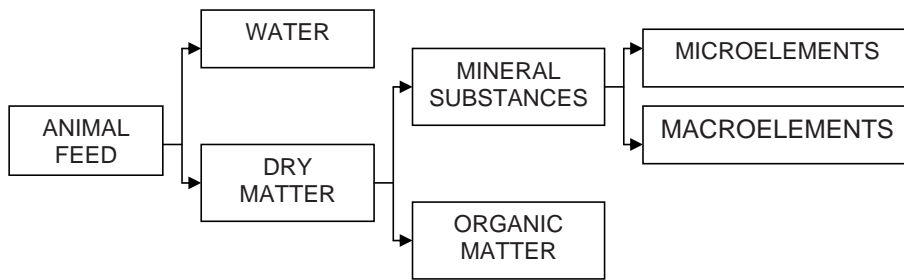 WATER
MICROELEMENTS
MINERAL
SUBSTANCES
MACROELEMENTS
ANIMAL
FEED
DRY
MATTER
ORGANIC
MATTER